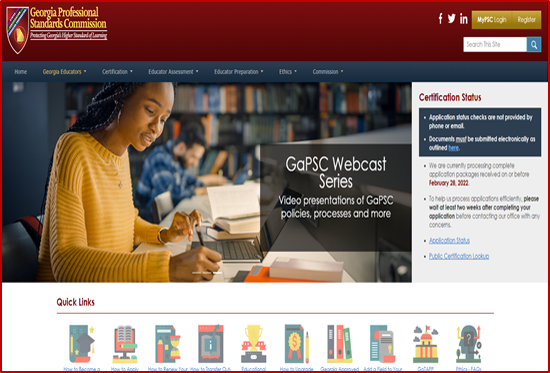 Georgia Professional
Standards Commission
Protecting Georgia's Higher Standard of Learning
MyPSC Login
Register
Search This Site
Home
Georgia Educators
Certification
Educator Assessment
Educator Preparation
Ethics
Commission
GaPSC Webcast
Series
Video presentations of GaPSC
policies, processes and more
Certification Status
Application status checks are not provided by
phone or email.
Documents must be submitted electronically as
outlined here.
We are currently processing complete
application packages received on or before
February 28, 2022.
To help us process applications efficiently, please
wait at least two weeks after completing your
application before contacting our office with any
concerns.
Application Status
Public Certification Lookup
Quick Links
How to Become a
How to Apply
How to Renew Your
How to Transfer Out
Educational
How to Upgrade
Georgia Approved
Add a Field to Your
GaTAPP
Ethics - FAQs